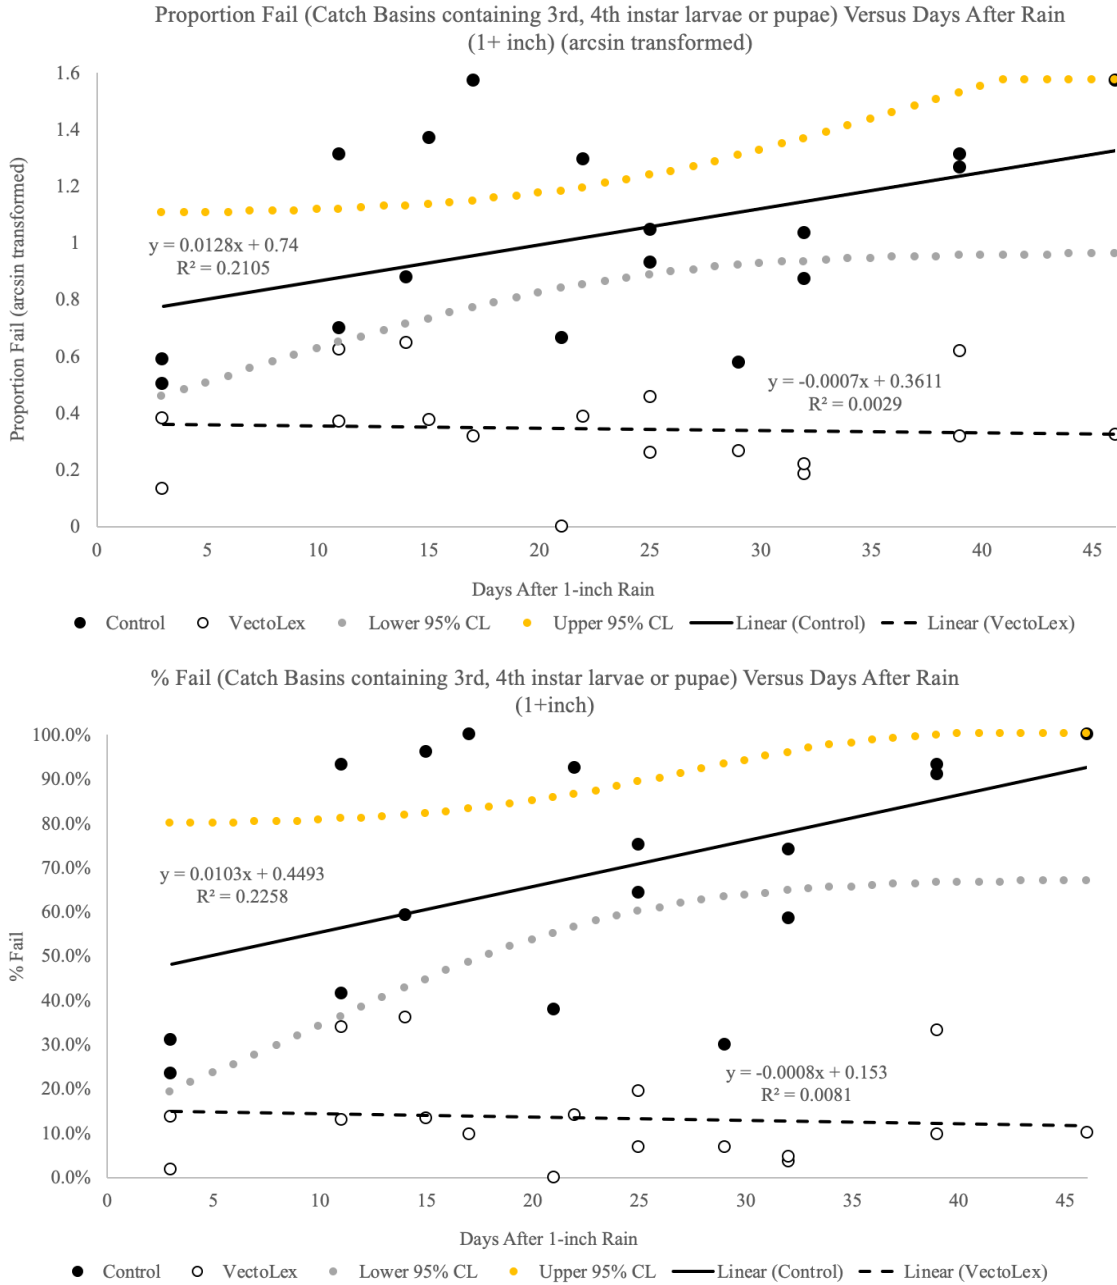 Proportion Fail (Catch Basins containing 3rd, 4th instar larvae or pupae) Versus Days After Rain
(1+ inch) (arcsin transformed)
1.6
1.4
1.2
1
0.8
0.6
0.4
0.2
0
Proportion Fail (arcsin transformed)
y = 0.0128x + 0.74
R² = 0.2105
y = -0.0007x + 0.3611
R² = 0.0029
0 5 10 15 20 25 30 35 40 45
Days After 1-inch Rain
Control VectoLex Lower 95% CL Upper 95% CL Linear (Control) Linear (VectoLex)
% Fail (Catch Basins containing 3rd, 4th instar larvae or pupae) Versus Days After Rain
(1+inch)
100.0%
90.0%
80.0%
70.0%
60.0%
50.0%
40.0%
30.0%
20.0%
10.0%
0.0%
% Fail
y = 0.0103x + 0.4493
R² = 0.2258
y = -0.0008x + 0.153
R² = 0.0081
0 5 10 15 20 25 30 35 40 45
Days After 1-inch Rain
Control VectoLex Lower 95% CL Upper 95% CL Linear (Control) Linear (VectoLex)